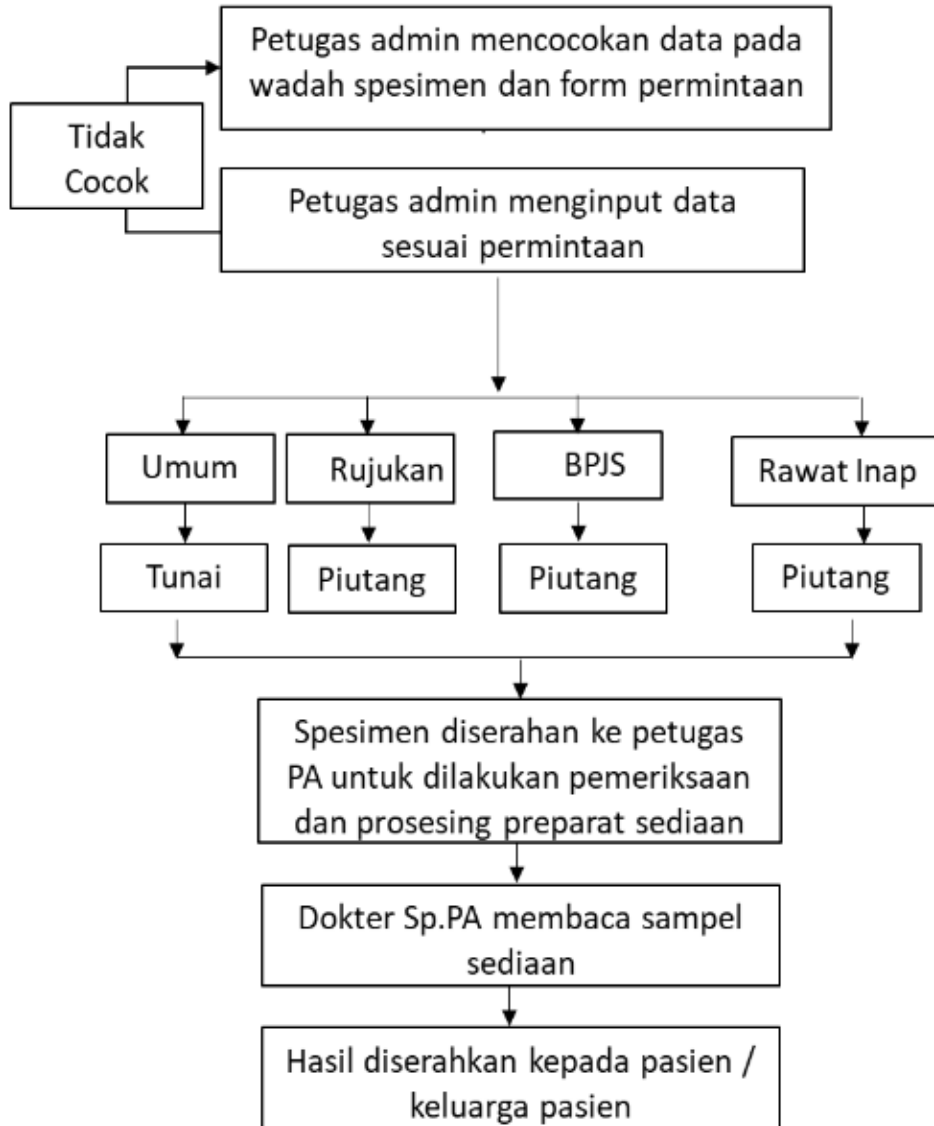 Petugas admin mencocokan data pada
wadah spesimen dan form permintaan
Tidak
Cocok
Petugas admin menginput data
sesuai permintaan
Umum
Rujukan
BPJS
Rawat Inap
Tunai
Piutang
Piutang
Piutang
Spesimen diserahan ke petugas
PA untuk dilakukan pemeriksaan
dan prosesing preparat sediaan
Dokter Sp.PA membaca sampel
sediaan
Hasil diserahkan kepada pasien /
keluarga pasien